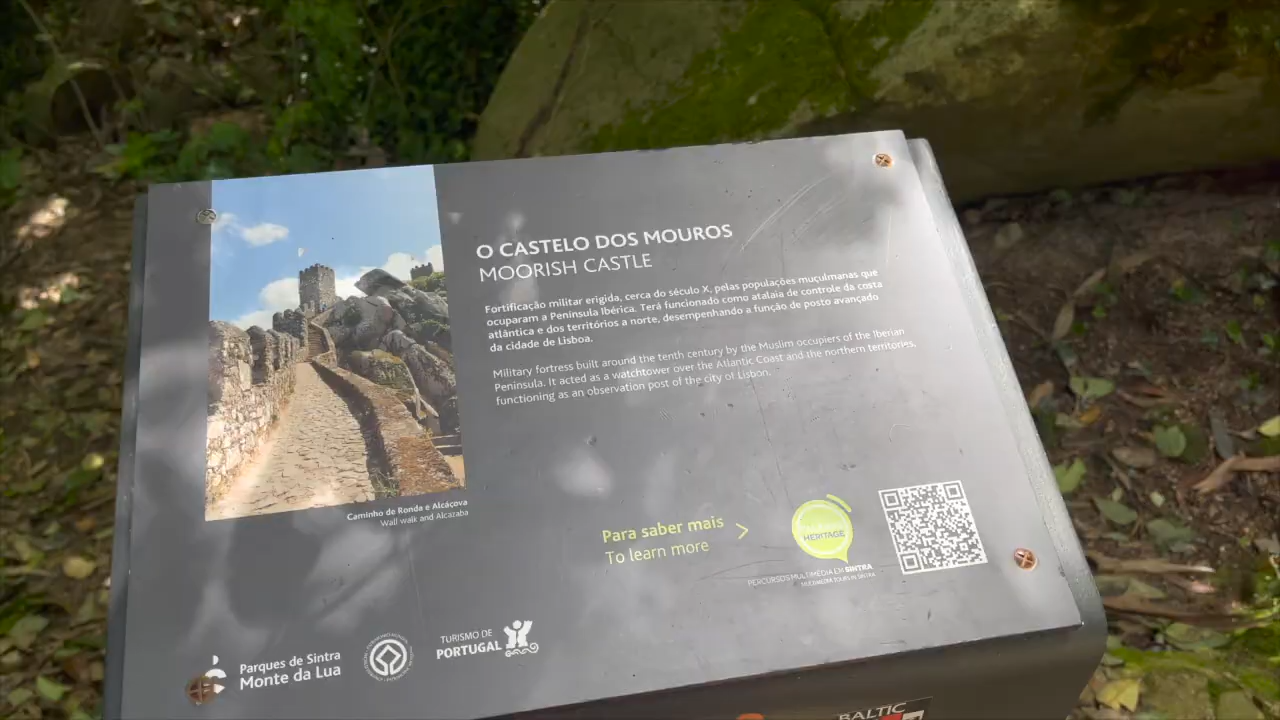 O CASTELO DOS MOUROS
MOORISH CASTLE
Fortificação militar erigida, cerca do século X, pelas populações muçulmanas que
ocuparam a Península Ibérica. Terá funcionado como atalaia de controle da costa
atlântica e dos territórios a norte, desempenhando a função de posto avançado
da cidade de Lisboa.
Military fortress built around the tenth century by the Muslim occupiers of the Iberian
Peninsula. It acted as a watchtower over the Atlantic Coast and the northern territories,
functioning as an observation post of the city of Lisbon.
Caminho de Ronda e Alcáçova
Wall walk and Alcazaba
Para saber mais
To learn more
HERITAGE
PERCURSOS MULTIMÉDIA EM SINTRA
MULTIMEDIA TOURS IN SINTRA
Parques de Sintra
Monte da Lua
TURISMO DE
PORTUGAL
BALTIC